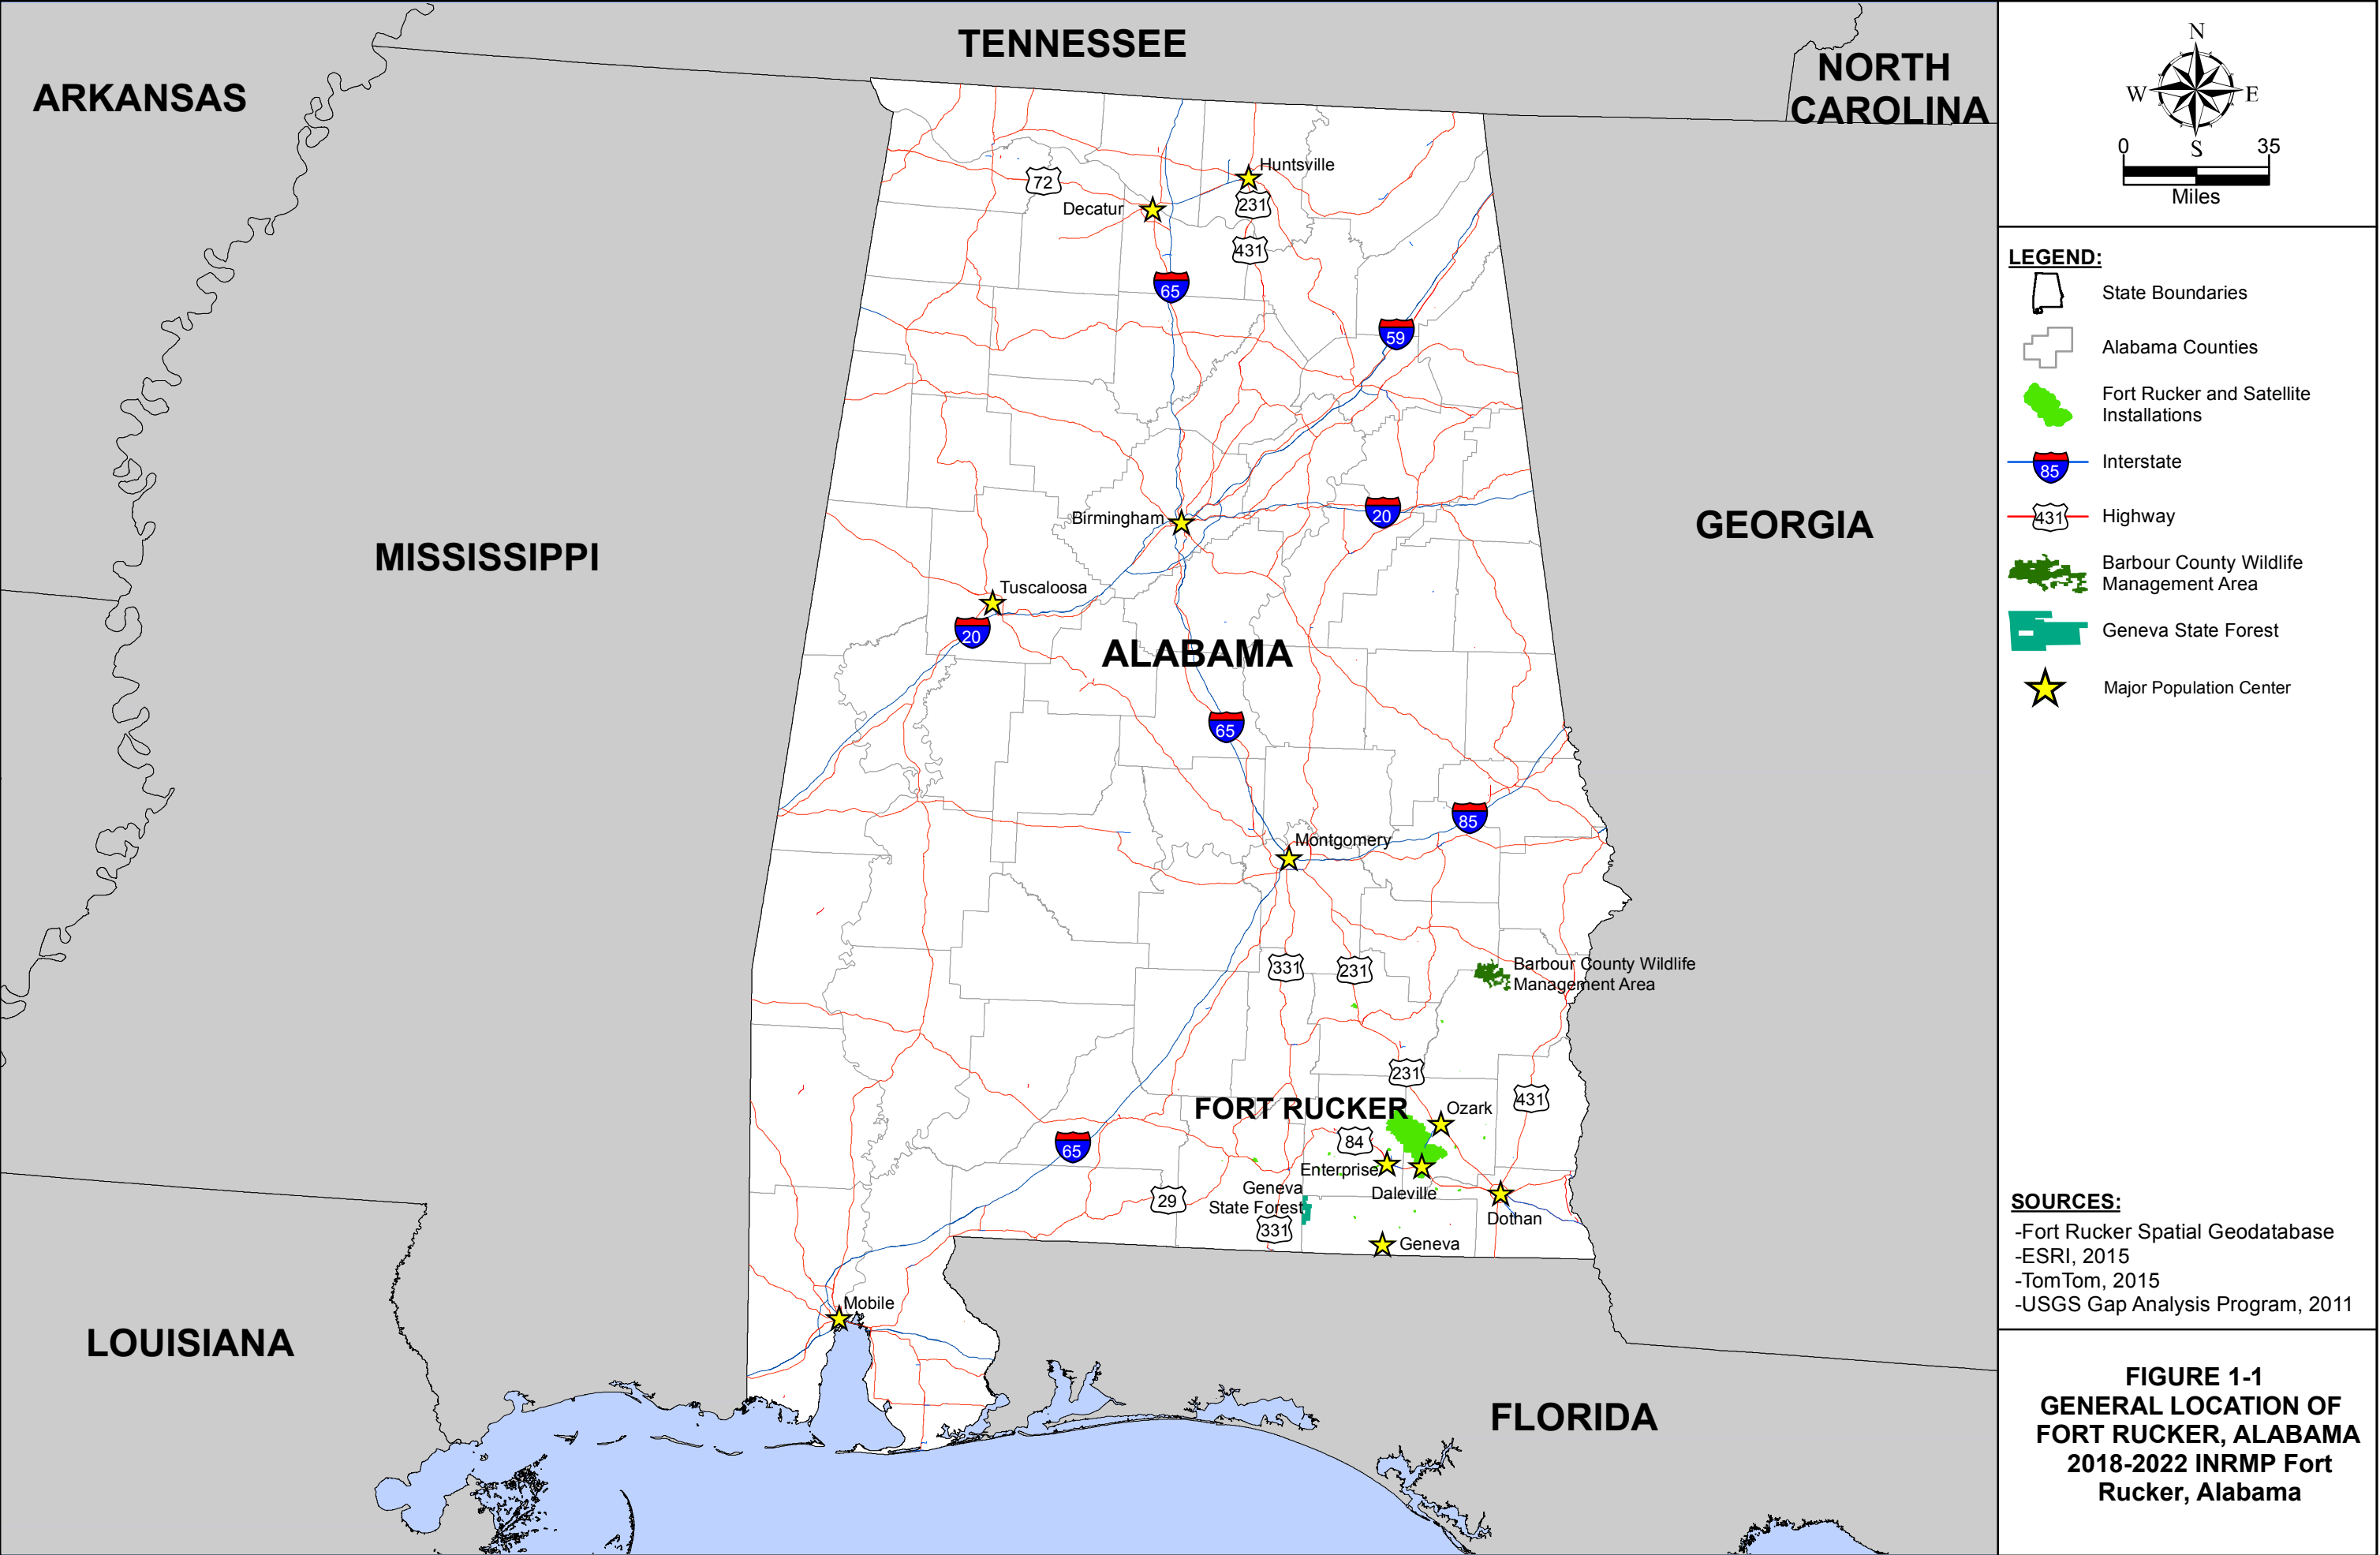 TENNESSEE
NORTH
CAROLINA
ARKANSAS
Huntsville
72
231
Decatur
431
65
59
MISSISSIPPI
GEORGIA
Birmingham
20
Tuscaloosa
20
ALABAMA
65
85
Montgomery
331
231
Barbour County Wildlife
Management Area
231
FORT RUCKER
Ozark
431
84
65
Enterprise
Geneva
State Forest
Daleville
29
331
Dothan
Geneva
Mobile
LOUISIANA
FLORIDA
N
W
E
S
0
35
Miles
LEGEND:
State Boundaries
Alabama Counties
Fort Rucker and Satellite
Installations
85
Interstate
431
Highway
Barbour County Wildlife
Management Area
Geneva State Forest
Major Population Center
SOURCES:
-Fort Rucker Spatial Geodatabase
-ESRI, 2015
-TomTom, 2015
-USGS Gap Analysis Program, 2011
FIGURE 1-1
GENERAL LOCATION OF
FORT RUCKER, ALABAMA
2018-2022 INRMP Fort
Rucker, Alabama